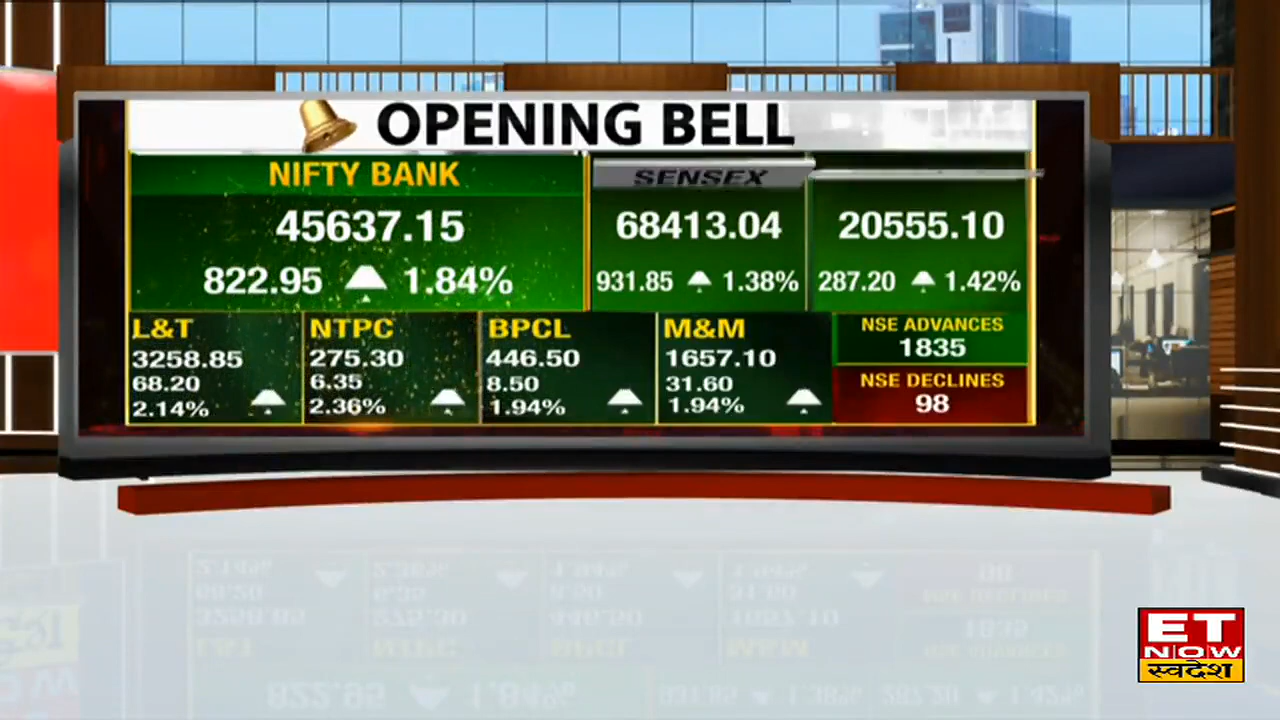 OPENING BELL
NIFTY BANK
45637.15
822.95 1.84%
SENSEX
68413.04
931.85 1.38%
20555.10
287.20 1.42%
L&T
3258.85
68.20
2.14%
NTPC
275.30
6.35
2.36%
BPCL
446.50
8.50
1.94%
M&M
1657.10
31.60
1.94%
NSE ADVANCES
1835
NSE DECLINES
98
ET
NOW
स्वदेश